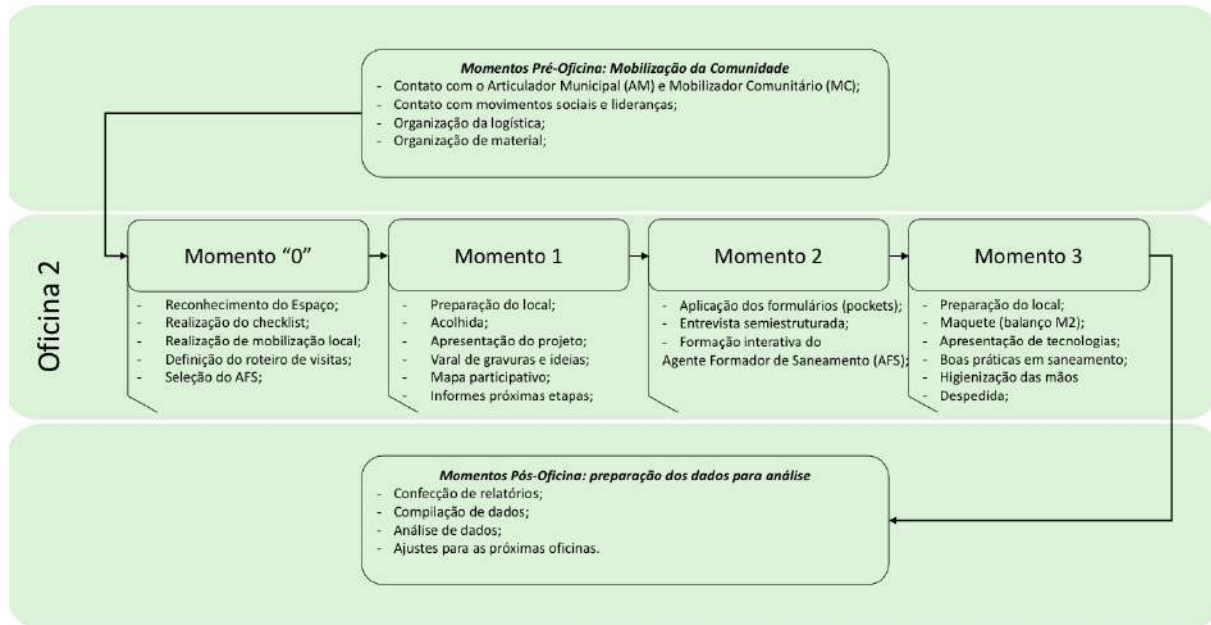 Momentos Pré-Oficina: Mobilização da Comunidade
- Contato com o Articulador Municipal (AM) e Mobilizador Comunitário (MC);
- Contato com movimentos sociais e lideranças;
- Organização da logística;
- Organização de material;
Oficina 2
Momento “0”
- Reconhecimento do Espaço;
- Realização do checklist;
- Realização de mobilização local;
- Definição do roteiro de visitas;
- Seleção do AFS;
Momento 1
- Preparação do local;
- Acolhida;
- Apresentação do projeto;
- Varal de gravuras e ideias;
- Mapa participativo;
- Informes próximas etapas;
Momento 2
- Aplicação dos formulários (pockets);
- Entrevista semiestruturada;
- Formação interativa do
Agente Formador de Saneamento (AFS);
Momento 3
- Preparação do local;
- Maquete (balanço M2);
- Apresentação de tecnologias;
- Boas práticas em saneamento;
- Higienização das mãos
- Despedida;
Momentos Pós-Oficina: preparação dos dados para análise
- Confecção de relatórios;
- Compilação de dados;
- Análise de dados;
- Ajustes para as próximas oficinas.